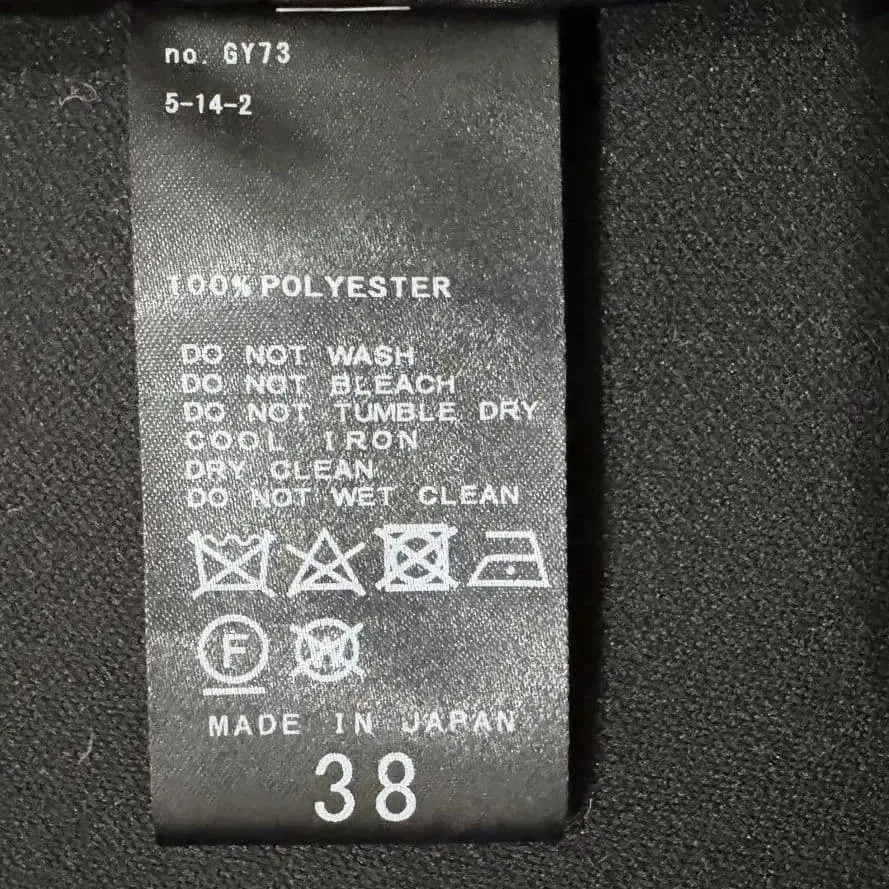 no. GY73
5-14-2
100% POLYESTER
DO NOT WASH
DO NOT BLEACH
DO NOT TUMBLE DRY
COOL IRON
DRY CLEAN
DO NOT WET CLEAN
F W
MADE IN JAPAN
38